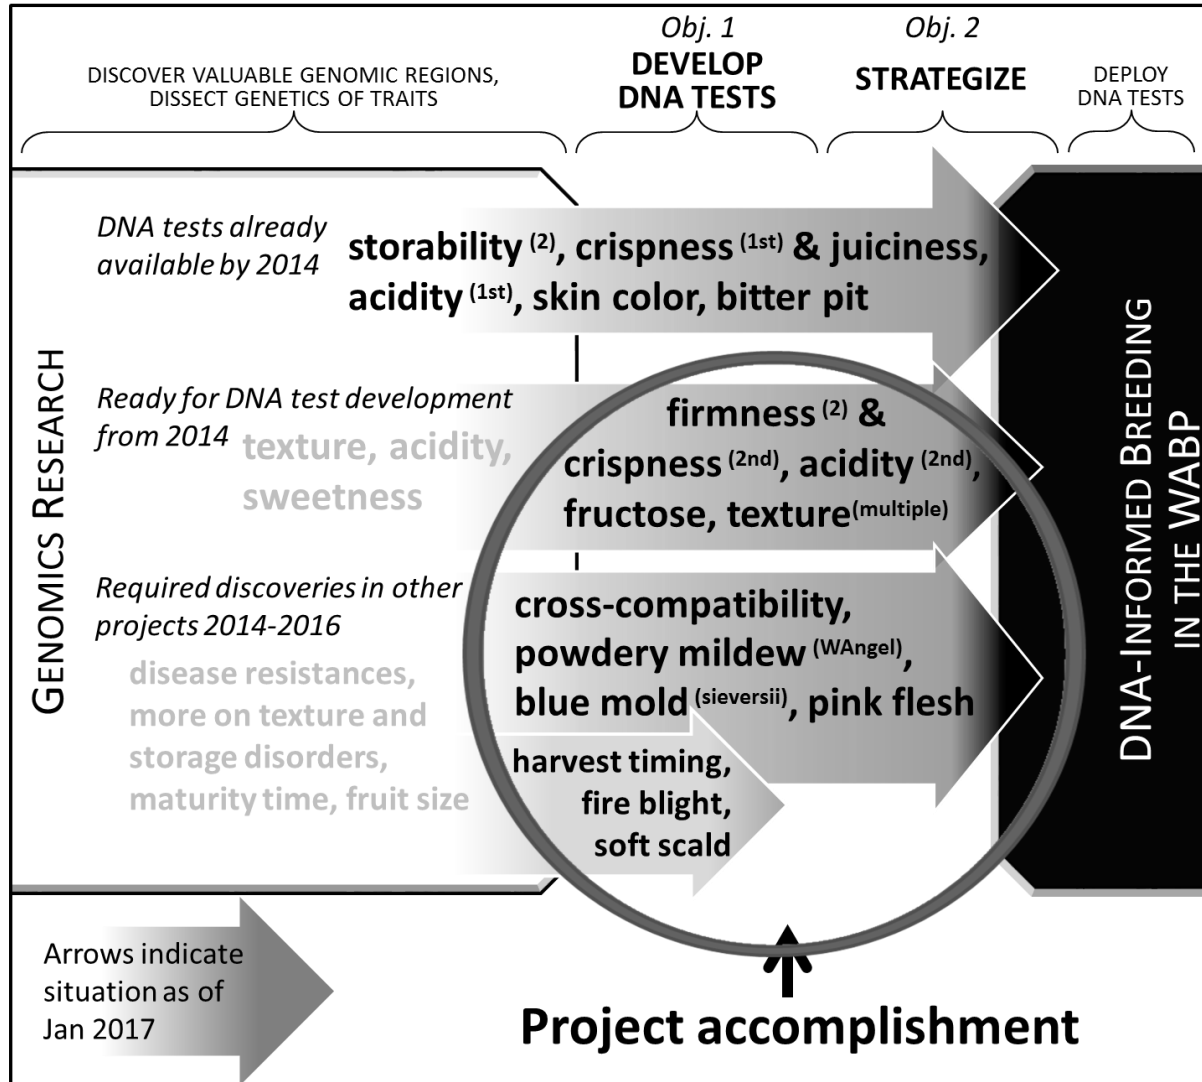 Obj. 1
DEVELOP
DNA TESTS
Obj. 2
STRATEGIZE
DISCOVER VALUABLE GENOMIC REGIONS,
DISSECT GENETICS OF TRAITS
DEPLOY
DNA TESTS
GENOMICS RESEARCH
DNA tests already
available by 2014
storability (2), crispness (1st) & juiciness,
acidity (1st), skin color, bitter pit
Ready for DNA test development
from 2014
texture, acidity,
sweetness
firmness (2) &
crispness (2nd), acidity (2nd),
fructose, texture (multiple)
Required discoveries in other
projects 2014-2016
disease resistances,
more on texture and
storage disorders,
maturity time, fruit size
cross-compatibility,
powdery mildew (WAngel),
blue mold (sieversii), pink flesh
harvest timing,
fire blight,
soft scald
DNA-INFORMED BREEDING
IN THE WABP
Arrows indicate
situation as of
Jan 2017
Project accomplishment